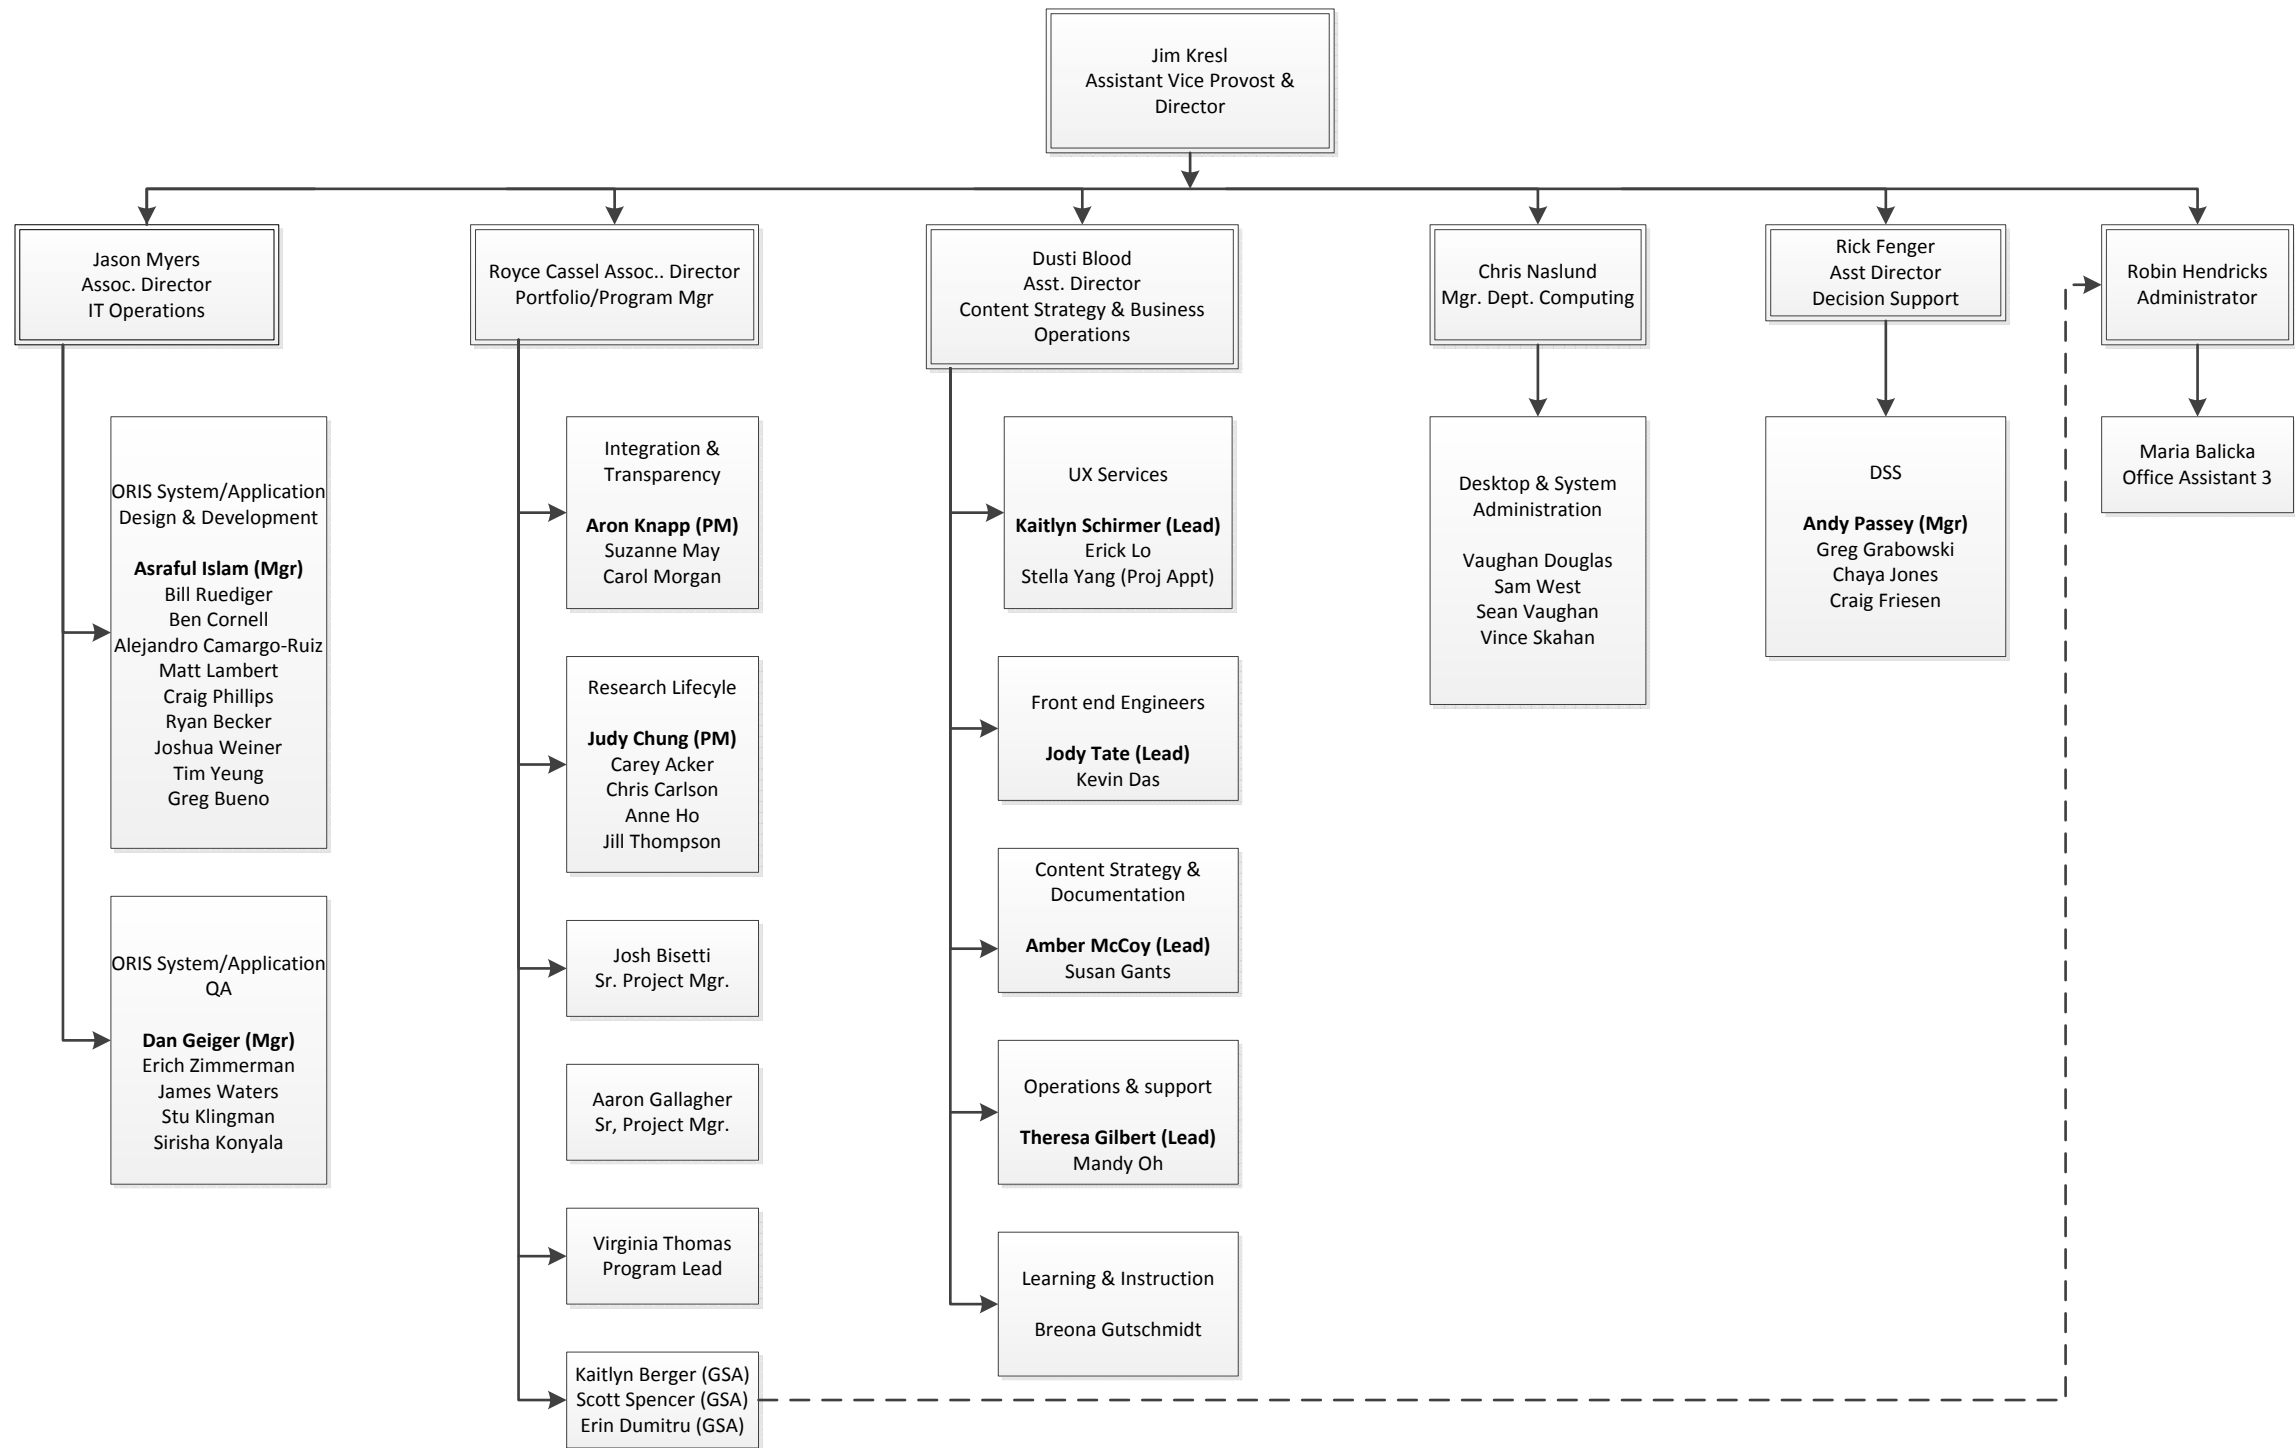 Jim Kresl
Assistant Vice Provost &
Director
Jason Myers
Assoc. Director
IT Operations
Royce Cassel Assoc.. Director
Portfolio/Program Mgr
Dusti Blood
Asst. Director
Content Strategy & Business
Operations
Chris Naslund
Mgr. Dept. Computing
Rick Fenger
Asst Director
Decision Support
Robin Hendricks
Administrator
ORIS System/Application
Design & Development
Asraful Islam (Mgr)
Bill Ruediger
Ben Cornell
Alejandro Camargo-Ruiz
Matt Lambert
Craig Phillips
Ryan Becker
Joshua Weiner
Tim Yeung
Greg Bueno
ORIS System/Application
QA
Dan Geiger (Mgr)
Erich Zimmerman
James Waters
Stu Klingman
Sirisha Konyala
Integration &
Transparency
Aron Knapp (PM)
Suzanne May
Carol Morgan
Research Lifecyle
Judy Chung (PM)
Carey Acker
Chris Carlson
Anne Ho
Jill Thompson
Josh Bisetti
Sr. Project Mgr.
Aaron Gallagher
Sr, Project Mgr.
Virginia Thomas
Program Lead
Kaitlyn Berger (GSA)
Scott Spencer (GSA)
Erin Dumitru (GSA)
UX Services
Kaitlyn Schirmer (Lead)
Erick Lo
Stella Yang (Proj Appt)
Front end Engineers
Jody Tate (Lead)
Kevin Das
Content Strategy &
Documentation
Amber McCoy (Lead)
Susan Gants
Operations & support
Theresa Gilbert (Lead)
Mandy Oh
Learning & Instruction
Breona Gutschmidt
Desktop & System
Administration
Vaughan Douglas
Sam West
Sean Vaughan
Vince Skahan
DSS
Andy Passey (Mgr)
Greg Grabowski
Chaya Jones
Craig Friesen
Maria Balicka
Office Assistant 3